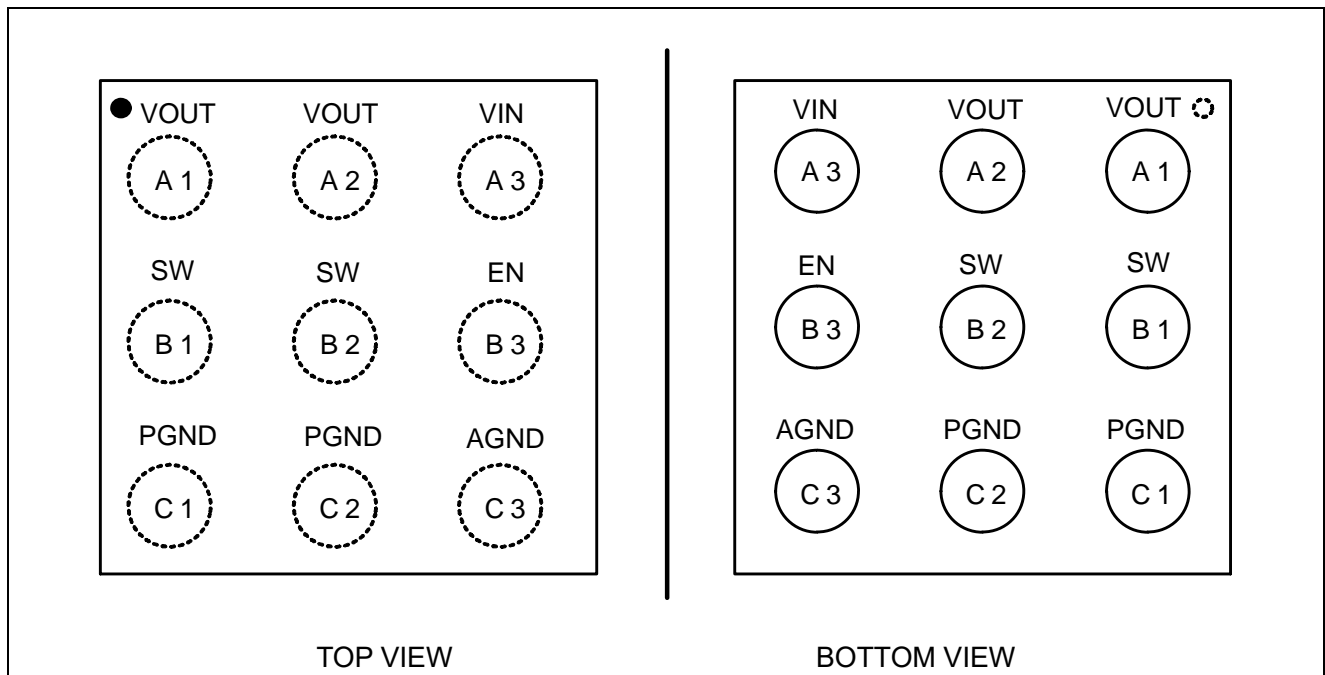 VOUT VOUT VIN
A 1 A 2 A 3
SW SW EN
B 1 B 2 B 3
PGND PGND AGND
C 1 C 2 C 3
TOP VIEW
VIN VOUT VOUT
A 3 A 2 A 1
EN SW SW
B 3 B 2 B 1
AGND PGND PGND
C 3 C 2 C 1
BOTTOM VIEW